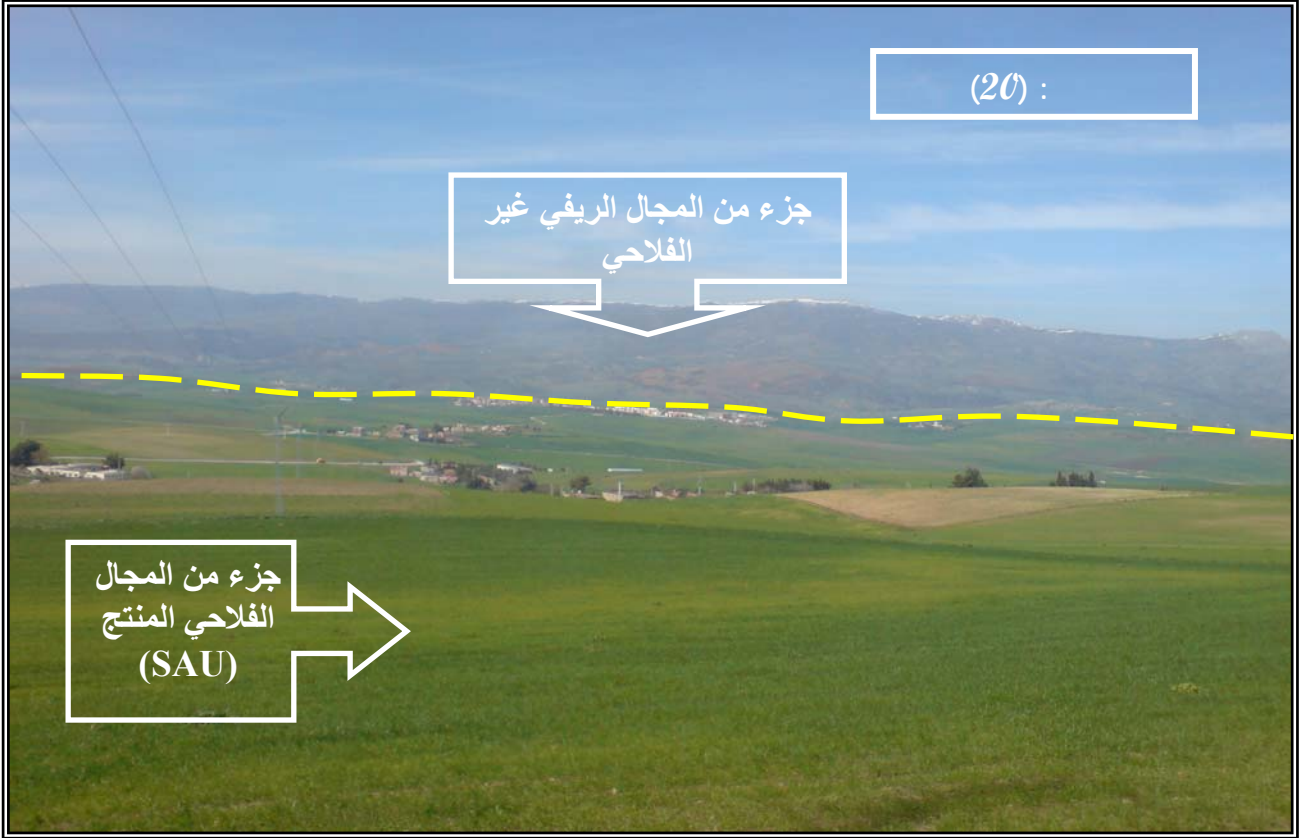 (20) :
جزء من المجال الريفي غير
الفلاحي
جزء من المجال
الفلاحي المنتج
(SAU)